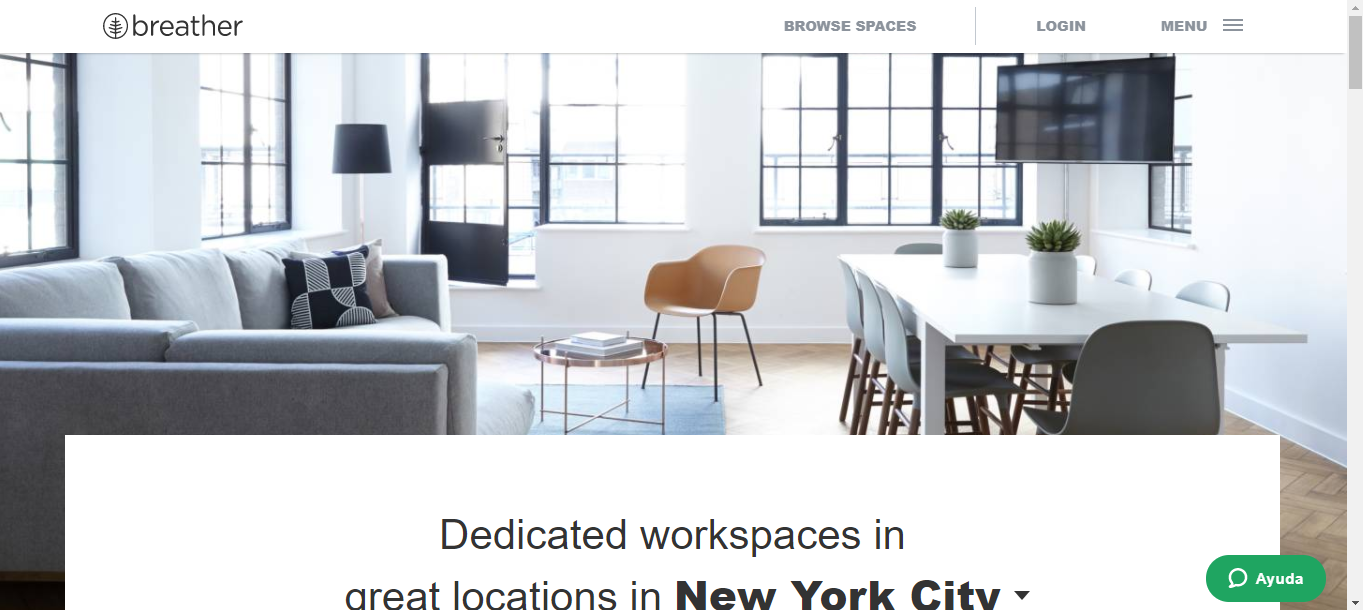 breather
BROWSE SPACES
LOGIN
MENU
Dedicated workspaces in
great locations in New York City
Ayuda